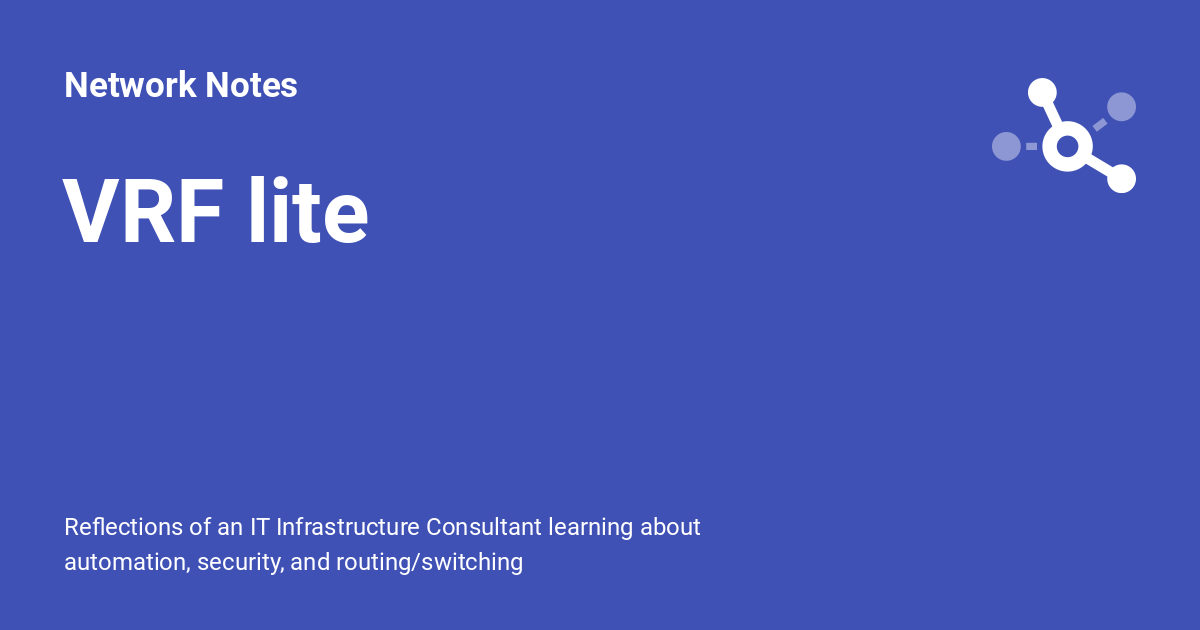 Network Notes
VRF lite
Reflections of an IT Infrastructure Consultant learning about
automation, security, and routing/switching